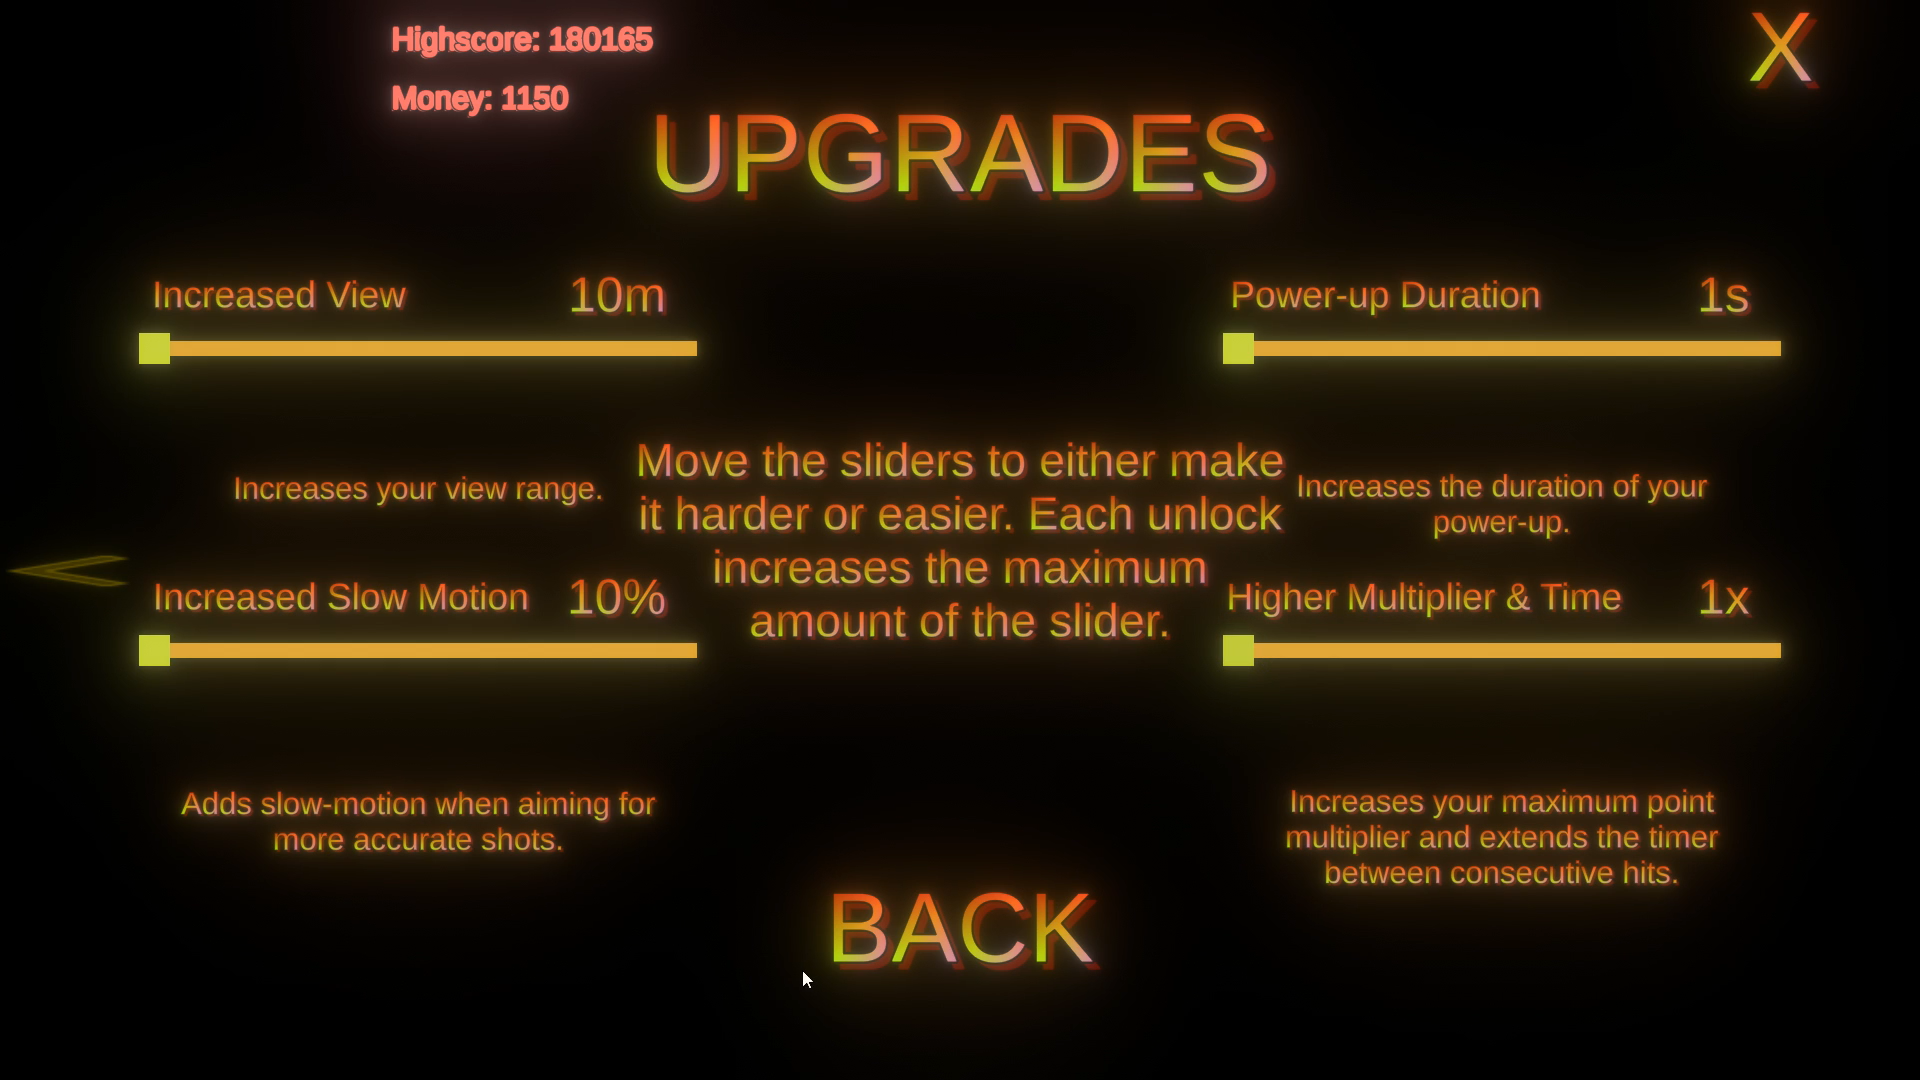 Highscore: 180165
Money: 1150
X
UPGRADES
Increased View 10m
Power-up Duration 1s
Increases your view range.
Move the sliders to either make
it harder or easier. Each unlock
increases the maximum
amount of the slider.
Increases the duration of your
power-up.
Increased Slow Motion 10%
Higher Multiplier & Time 1x
Adds slow-motion when aiming for
more accurate shots.
Increases your maximum point
multiplier and extends the timer
between consecutive hits.
BACK